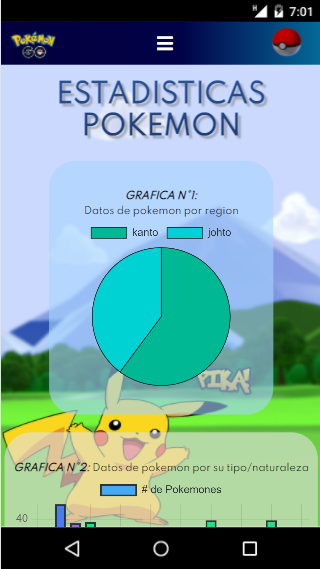 7:01
Pokémon
GO
ESTADISTICAS
POKEMON
GRAFICA N°1:
Datos de pokemon por region
kanto johto
PIKA!
GRAFICA N°2: Datos de pokemon por su tipo/naturaleza
# de Pokemones
40